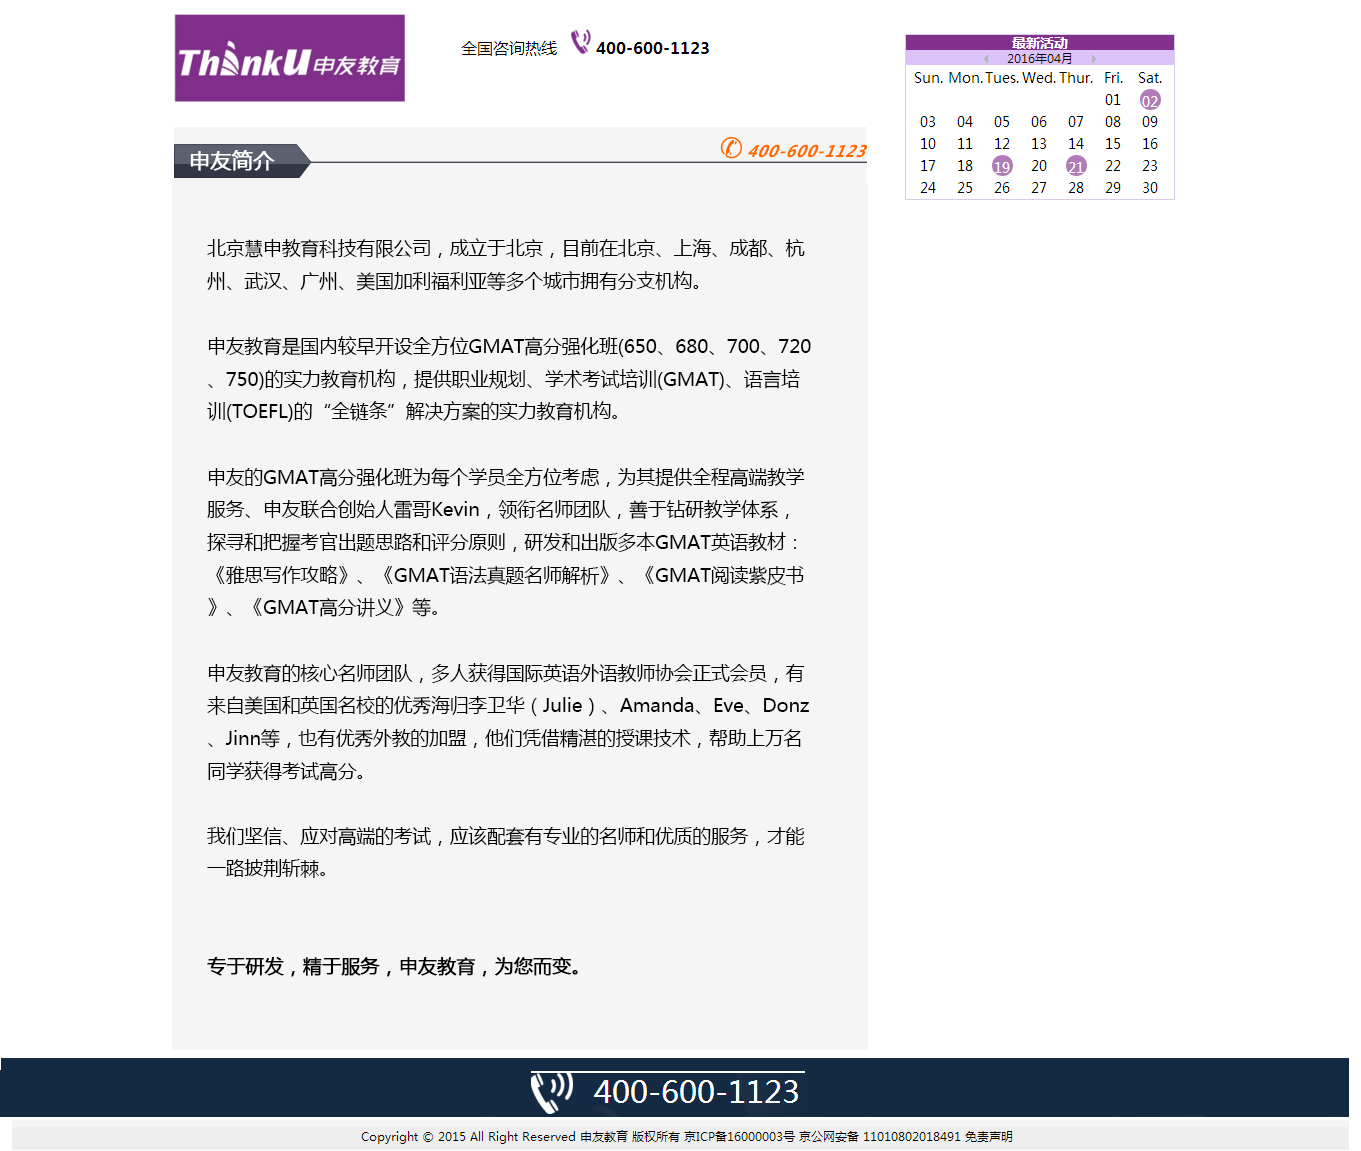 ThinkU申友教育
全国咨询热线 400-600-1123
最新活动
2016年04月
Sun. Mon. Tues. Wed. Thur. Fri. Sat.
01 02
03 04 05 06 07 08 09
10 11 12 13 14 15 16
17 18 19 20 21 22 23
24 25 26 27 28 29 30
申友简介
400-600-1123
北京慧申教育科技有限公司，成立于北京，目前在北京、上海、成都、杭
州、武汉、广州、美国加利福利亚等多个城市拥有分支机构。
申友教育是国内较早开设全方位GMAT高分强化班(650、680、700、720
、750)的实力教育机构，提供职业规划、学术考试培训(GMAT)、语言培
训(TOEFL)的“全链条”解决方案的实力教育机构。
申友的GMAT高分强化班为每个学员全方位考虑，为其提供全程高端教学
服务、申友联合创始人雷哥Kevin，领衔名师团队，善于钻研教学体系，
探寻和把握考官出题思路和评分原则，研发和出版多本GMAT英语教材：
《雅思写作攻略》、《GMAT语法真题名师解析》、《GMAT阅读紫皮书
》、《GMAT高分讲义》等。
申友教育的核心名师团队，多人获得国际英语外语教师协会正式会员，有
来自美国和英国名校的优秀海归李卫华（Julie）、Amanda、Eve、Donz
、Jinn等，也有优秀外教的加盟，他们凭借精湛的授课技术，帮助上万名
同学获得考试高分。
我们坚信、应对高端的考试，应该配套有专业的名师和优质的服务，才能
一路披荆斩棘。
专于研发，精于服务，申友教育，为您而变。
400-600-1123
Copyright © 2015 All Right Reserved 申友教育 版权所有 京ICP备16000003号 京公网安备 11010802018491 免责声明